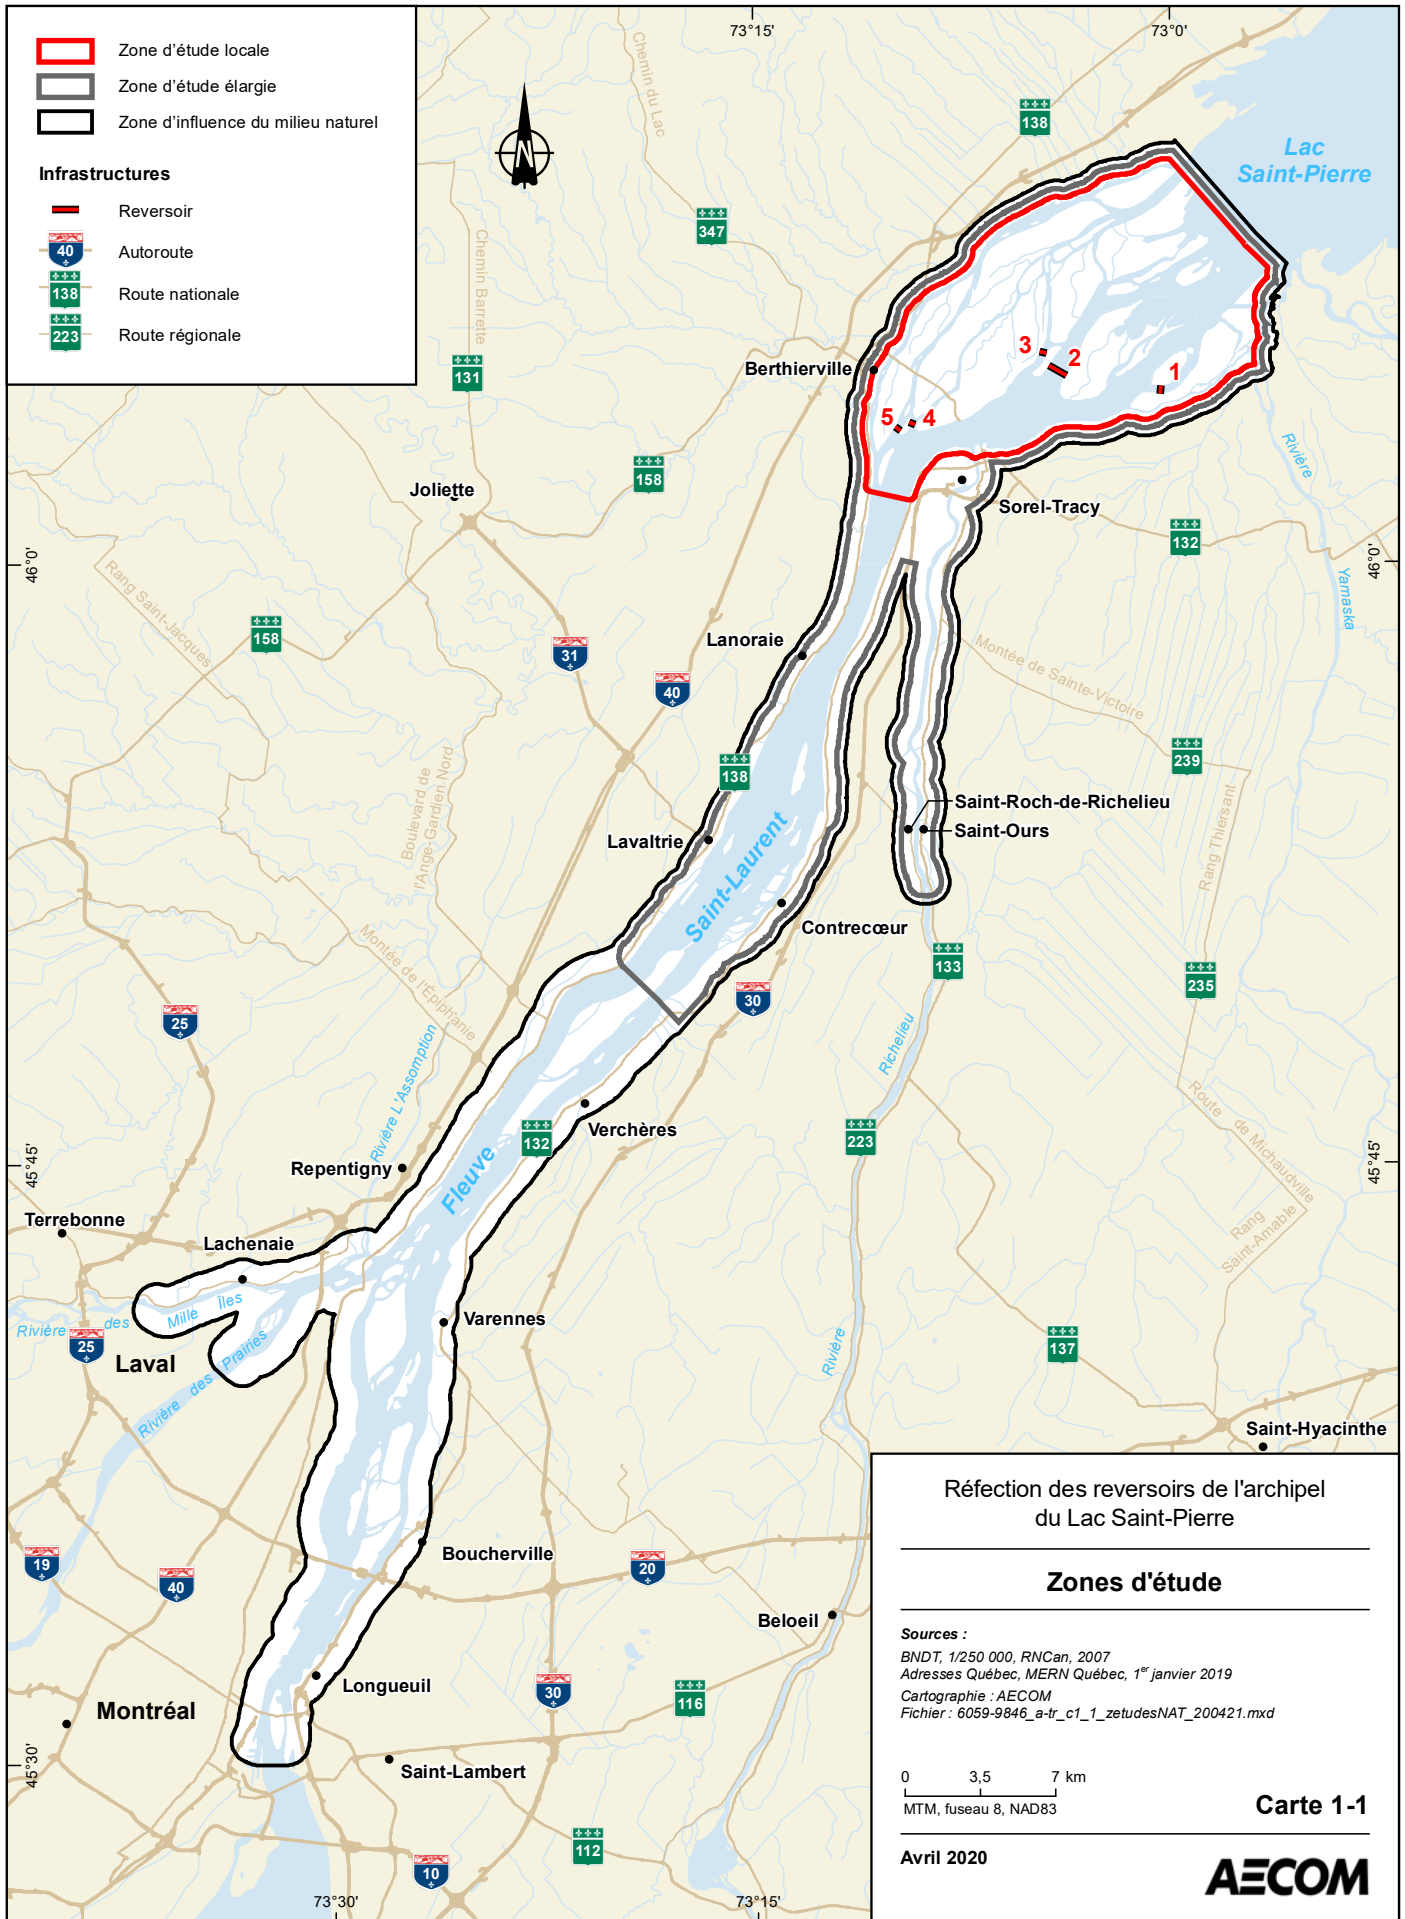 Zone d'étude locale
Zone d'étude élargie
Zone d'influence du milieu naturel
Infrastructures
Reversoir
40
Autoroute
138
Route nationale
223
Route régionale
73°15'
73°0'
N
Chemin du Lac
138
Lac
Saint-Pierre
347
Chemin Barrette
131
3
2
1
Berthierville
5
4
158
Joliette
Sorel-Tracy
Rivière
Yamaska
132
46°0'
46°0'
Rang Saint-Jacques
158
31
40
Lanoraie
Montée de Sainte-Victoire
239
138
Boulevard de
l'Ange-Gardien Nord
Saint-Roch-de-Richelieu
Saint-Ours
Lavaltrie
Rang Thiersant
Fleuve
Saint-Laurent
Contrecœur
133
235
Montée de l'Épiphanie
25
30
Rivière L'Assomption
Richelieu
Rivière
Verchères
132
223
Route de Michaudville
Rang
Saint-Amable
45°45'
45°45'
Repentigny
Terrebonne
Lachenaie
Rivière des Mille Îles
25
Laval
Rivière des Prairies
Varennes
137
Saint-Hyacinthe
19
40
Boucherville
20
Beloeil
Longueuil
30
116
Montréal
45°30'
Saint-Lambert
112
10
73°30'
73°15'
Réfection des reversoirs de l'archipel
du Lac Saint-Pierre
Zones d'étude
Sources :
BNDT, 1/250 000, RNCan, 2007
Adresses Québec, MERN Québec, 1er janvier 2019
Cartographie : AECOM
Fichier : 6059-9846_a-tr_c1_1_zetudesNAT_200421.mxd
0 3,5 7 km
MTM, fuseau 8, NAD83
Carte 1-1
Avril 2020
AECOM